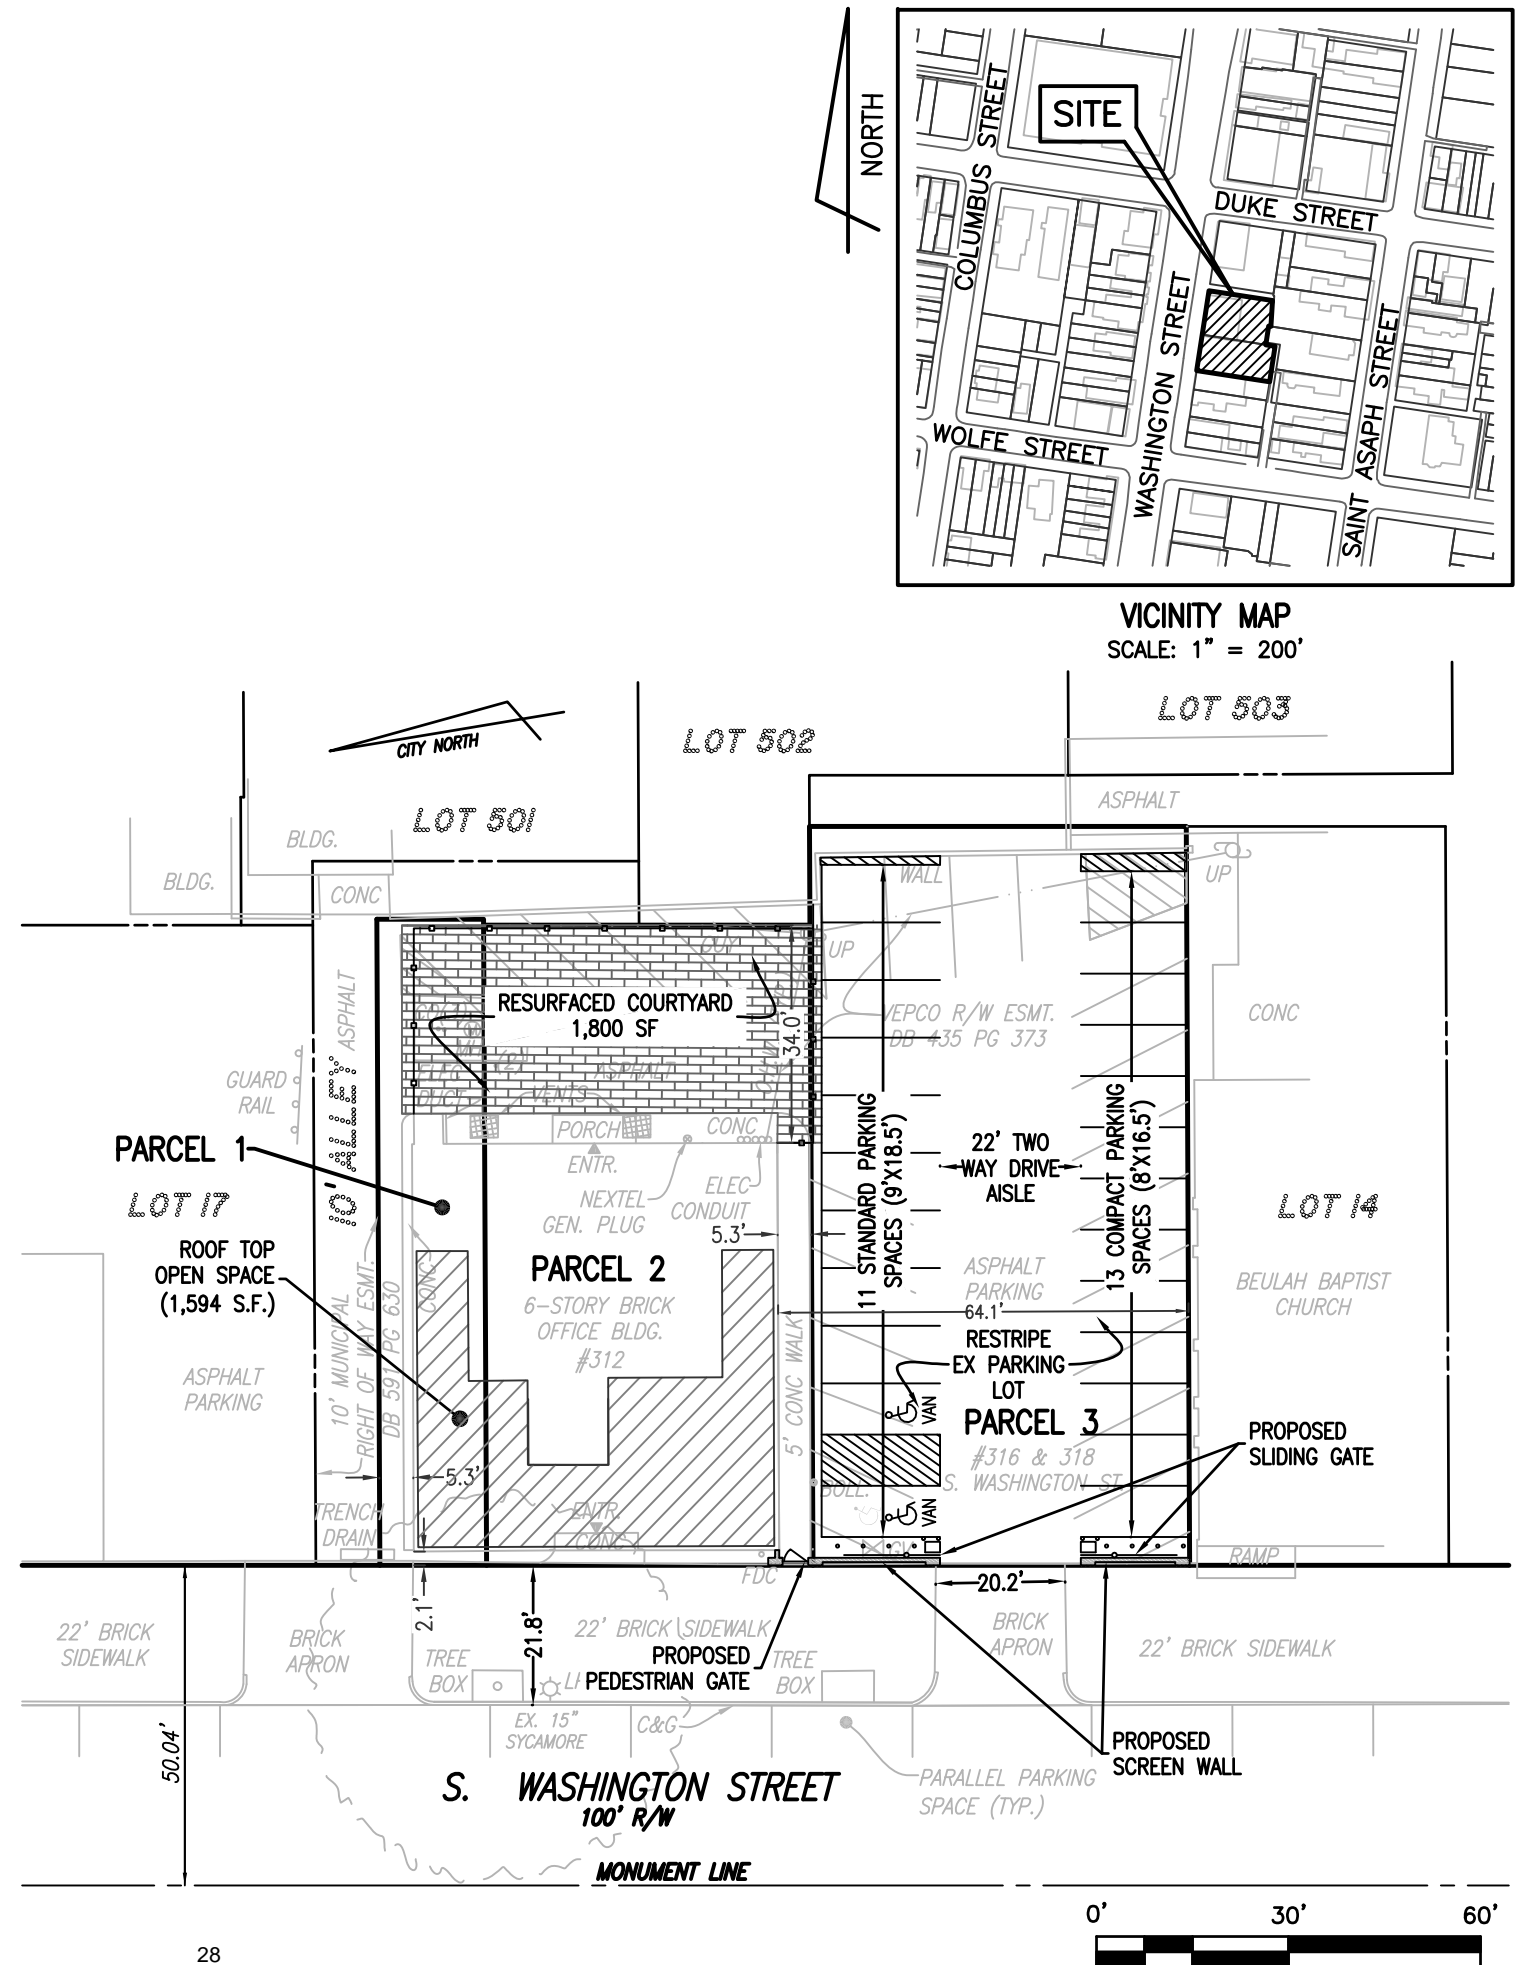 NORTH
SITE
COLUMBUS STREET
DUKE STREET
WASHINGTON STREET
WOLFE STREET
SAINT ASAPH STREET
VICINITY MAP
SCALE: 1" = 200'
CITY NORTH
LOT 501
LOT 502
LOT 503
BLDG.
BLDG.
CONC
ASPHALT
WALL
UP
UP
GUY
ASPHALT
GUARD
RAIL
RESURFACED COURTYARD
1,800 SF
34.0'
VEPCO R/W ESMT.
DB 435 PG 373
CONC
ELEC
DUCT
VENTS
ASPHALT
PORCH
CONC
ENTR.
NEXTEL
GEN. PLUG
ELEC
CONDUIT
5.3'
PARCEL 1
LOT 17
ALLEY
ROOF TOP
OPEN SPACE
(1,594 S.F.)
PARCEL 2
6-STORY BRICK
OFFICE BLDG.
#312
CONC
10' MUNICIPAL
RIGHT OF WAY ESMT.
DB 591 PG 630
ASPHALT
PARKING
11 STANDARD PARKING
SPACES (9'X18.5')
22' TWO
WAY DRIVE
AISLE
13 COMPACT PARKING
SPACES (8'X16.5')
ASPHALT
PARKING
64.1'
RESTRIPE
EX PARKING
LOT
PARCEL 3
#316 & 318
S. WASHINGTON ST.
VAN
VAN
BOLL.
5' CONC WALK
LOT 14
BEULAH BAPTIST
CHURCH
PROPOSED
SLIDING GATE
5.3'
TRENCH
DRAIN
ENTR.
CONC
FDC
GV
RAMP
20.2'
2.1'
21.8'
22' BRICK
SIDEWALK
BRICK
APRON
TREE
BOX
22' BRICK SIDEWALK
PROPOSED
PEDESTRIAN GATE
TREE
BOX
BRICK
APRON
22' BRICK SIDEWALK
EX. 15"
SYCAMORE
C&G
50.04'
PROPOSED
SCREEN WALL
PARALLEL PARKING
SPACE (TYP.)
S. WASHINGTON STREET
100' R/W
MONUMENT LINE
0' 30' 60'
28